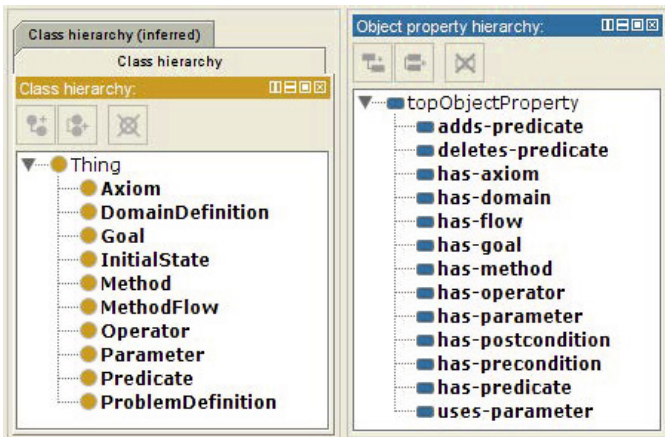 Class hierarchy (inferred)
Class hierarchy
Class hierarchy:
Thing
Axiom
DomainDefinition
Goal
InitialState
Method
MethodFlow
Operator
Parameter
Predicate
ProblemDefinition
Object property hierarchy:
topObjectProperty
adds-predicate
deletes-predicate
has-axiom
has-domain
has-flow
has-goal
has-method
has-operator
has-parameter
has-postcondition
has-precondition
has-predicate
uses-parameter